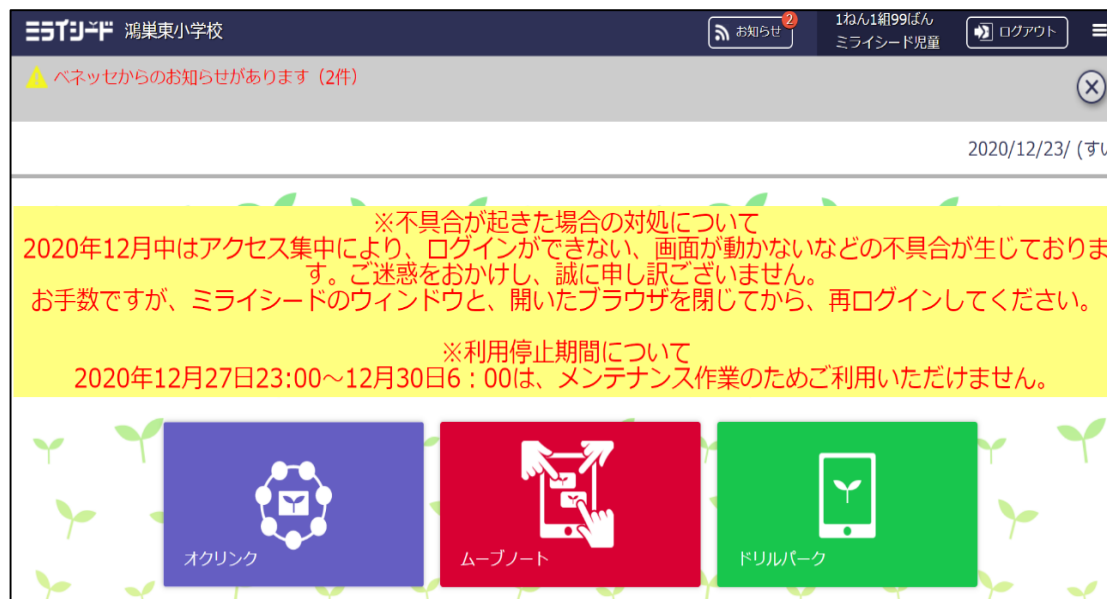 ミライシード 鴻巣東小学校
お知らせ 2
1ねん1組99ばん
ミライシード児童
ログアウト
ベネッセからのお知らせがあります（2件）
2020/12/23/ (すい
※不具合が起きた場合の対処について
2020年12月中はアクセス集中により、ログインができない、画面が動かないなどの不具合が生じておりま
す。ご迷惑をおかけし、誠に申し訳ございません。
お手数ですが、ミライシードのウィンドウと、開いたブラウザを閉じてから、再ログインしてください。
※利用停止期間について
2020年12月27日23:00～12月30日6：00は、メンテナンス作業のためご利用いただけません。
オクリンク
ムーブノート
ドリルパーク